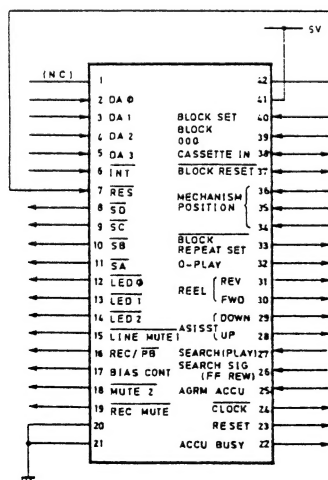 5V
(NC) 1 42
2 DA 0 41
3 DA 1 BLOCK SET 40
4 DA 2 BLOCK 000 39
5 DA 3 CASSETTE IN 38
6 INT BLOCK RESET 37
7 RES MECHANISM POSITION 36
8 SD 35
9 SC 34
10 SB BLOCK REPEAT SET 33
11 SA 0-PLAY 32
12 LED 0 REEL REV 31
13 LED 1 FWD 30
14 LED 2 DOWN 29
15 LINE MUTE 1 ASISST UP 28
16 REC/PB SEARCH(PLAY) 27
17 BIAS CONT SEARCH SIG (FF REW) 26
18 MUTE 2 AGRM ACCU 25
19 REC MUTE CLOCK 24
20 RESET 23
21 ACCU BUSY 22